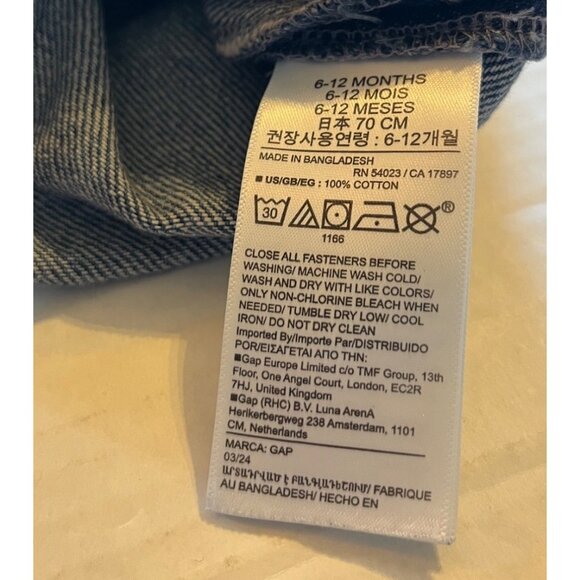 6-12 MONTHS
6-12 MOIS
6-12 MESES
日本 70 CM
권장사용연령 : 6-12개월
MADE IN BANGLADESH
RN 54023 / CA 17897
■ US/GB/EG : 100% COTTON
30
®
1166
CLOSE ALL FASTENERS BEFORE
WASHING/ MACHINE WASH COLD/
WASH AND DRY WITH LIKE COLORS/
ONLY NON-CHLORINE BLEACH WHEN
NEEDED/ TUMBLE DRY LOW/ COOL
IRON/ DO NOT DRY CLEAN
Imported By/Importe Par/DISTRIBUIDO
POR/ΕΙΣΑΓΕΤΑΙ ΑΠΟ ΤΗΝ:
■Gap Europe Limited c/o TMF Group, 13th
Floor, One Angel Court, London, EC2R
7HJ, United Kingdom
■Gap (RHC) B.V. Luna ArenA
Herikerbergweg 238 Amsterdam, 1101
CM, Netherlands
MARCA: GAP
03/24
ԱՐՏԱԴՐՎԱԾ Է ԲԱՆԳԼԱԴԵՇՈՒՄ/ FABRIQUE
AU BANGLADESH/ HECHO EN